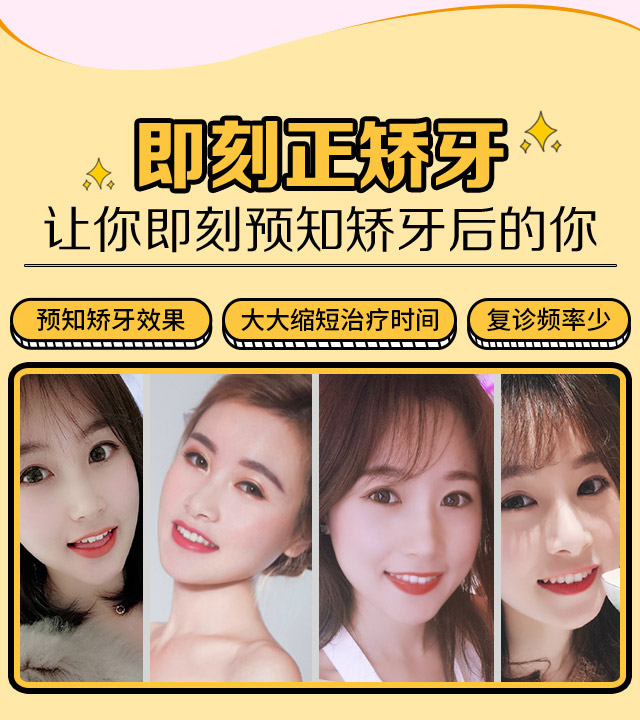 即刻正矫牙
让你即刻预知矫牙后的你
预知矫牙效果
大大缩短治疗时间
复诊频率少